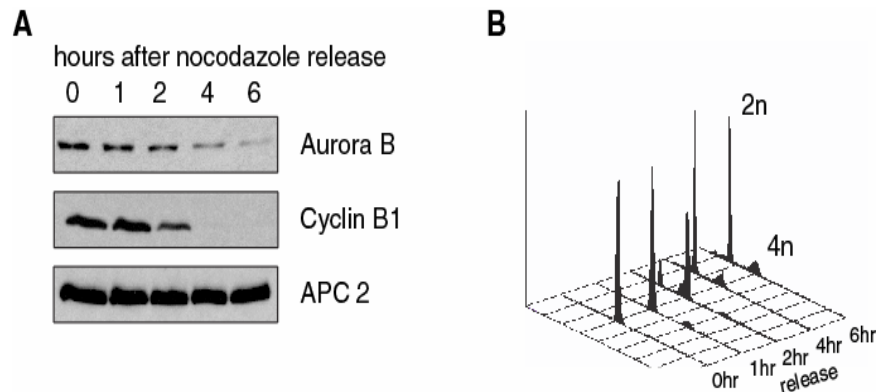 A
hours after nocodazole release
0 1 2 4 6
Aurora B
Cyclin B1
APC 2
B
2n
4n
0hr 1hr 2hr 4hr 6hr
release